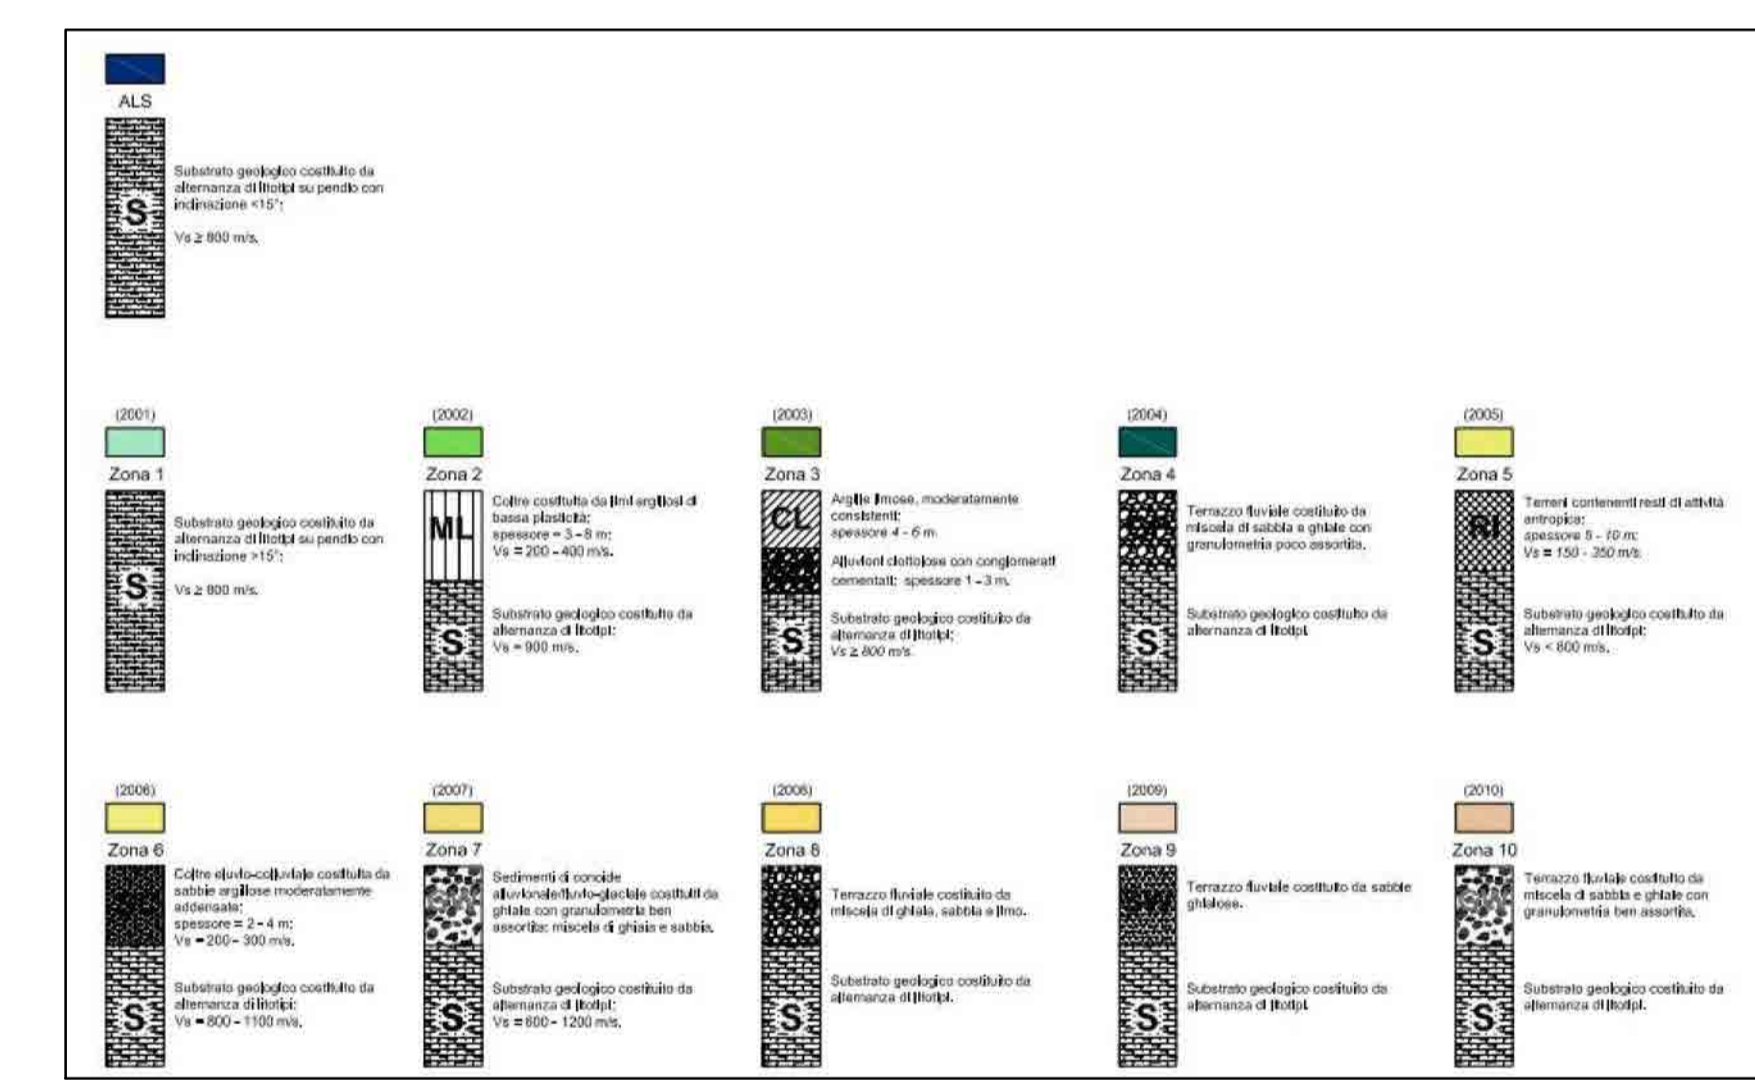 ALS
Substrato geologico costituito da
alternanza di litotipi su pendio con
inclinazione <15°;
Vs ≥ 800 m/s.
S
(2001)
Zona 1
Substrato geologico costituito da
alternanza di litotipi su pendio con
inclinazione >15°;
Vs ≥ 800 m/s.
S
(2002)
Zona 2
ML
Coltre costituita da limi argillosi di
bassa plasticità;
spessore = 3 - 8 m;
Vs = 200 - 400 m/s.
Substrato geologico costituito da
alternanza di litotipi;
Vs = 900 m/s.
S
(2003)
Zona 3
CL
Argille limose, moderatamente
consistenti;
spessore 4 - 6 m.
Alluvioni ciottolose con conglomerati
cementati; spessore 1 - 3 m.
Substrato geologico costituito da
alternanza di litotipi;
Vs ≥ 800 m/s.
S
(2004)
Zona 4
Terrazzo fluviale costituito da
miscela di sabbia e ghiaie con
granulometria poco assortita.
Substrato geologico costituito da
alternanza di litotipi.
S
(2005)
Zona 5
RI
Terreni contenenti resti di attività
antropica;
spessore - 10 m;
Vs = 150 - 350 m/s.
Substrato geologico costituito da
alternanza di litotipi;
Vs < 800 m/s.
S
(2006)
Zona 6
Coltre eluvio-colluviale costituita da
sabbie argillose moderatamente
addensate;
spessore = 2 - 4 m;
Vs = 200 - 300 m/s.
Substrato geologico costituito da
alternanza di litotipi;
Vs = 800 - 1100 m/s.
S
(2007)
Zona 7
Sedimenti di conoide
alluvionale/fluvio-glaciale costituiti da
ghiaie con granulometria ben
assortita: miscela di ghiaia e sabbia.
Substrato geologico costituito da
alternanza di litotipi;
Vs = - 1200 m/s.
S
Zona 8
Terrazzo fluviale costituito da
miscela di ghiaia, sabbia e limo.
Substrato geologico costituito da
alternanza di litotipi.
S
(2009)
Zona 9
Terrazzo fluviale costituito da sabbie
ghiaiose.
Substrato geologico costituito da
alternanza di litotipi.
S
(2010)
Zona 10
Terrazzo fluviale costituito da
miscela di sabbia e ghiaie con
granulometria ben assortita.
Substrato geologico costituito da
alternanza di litotipi.
S